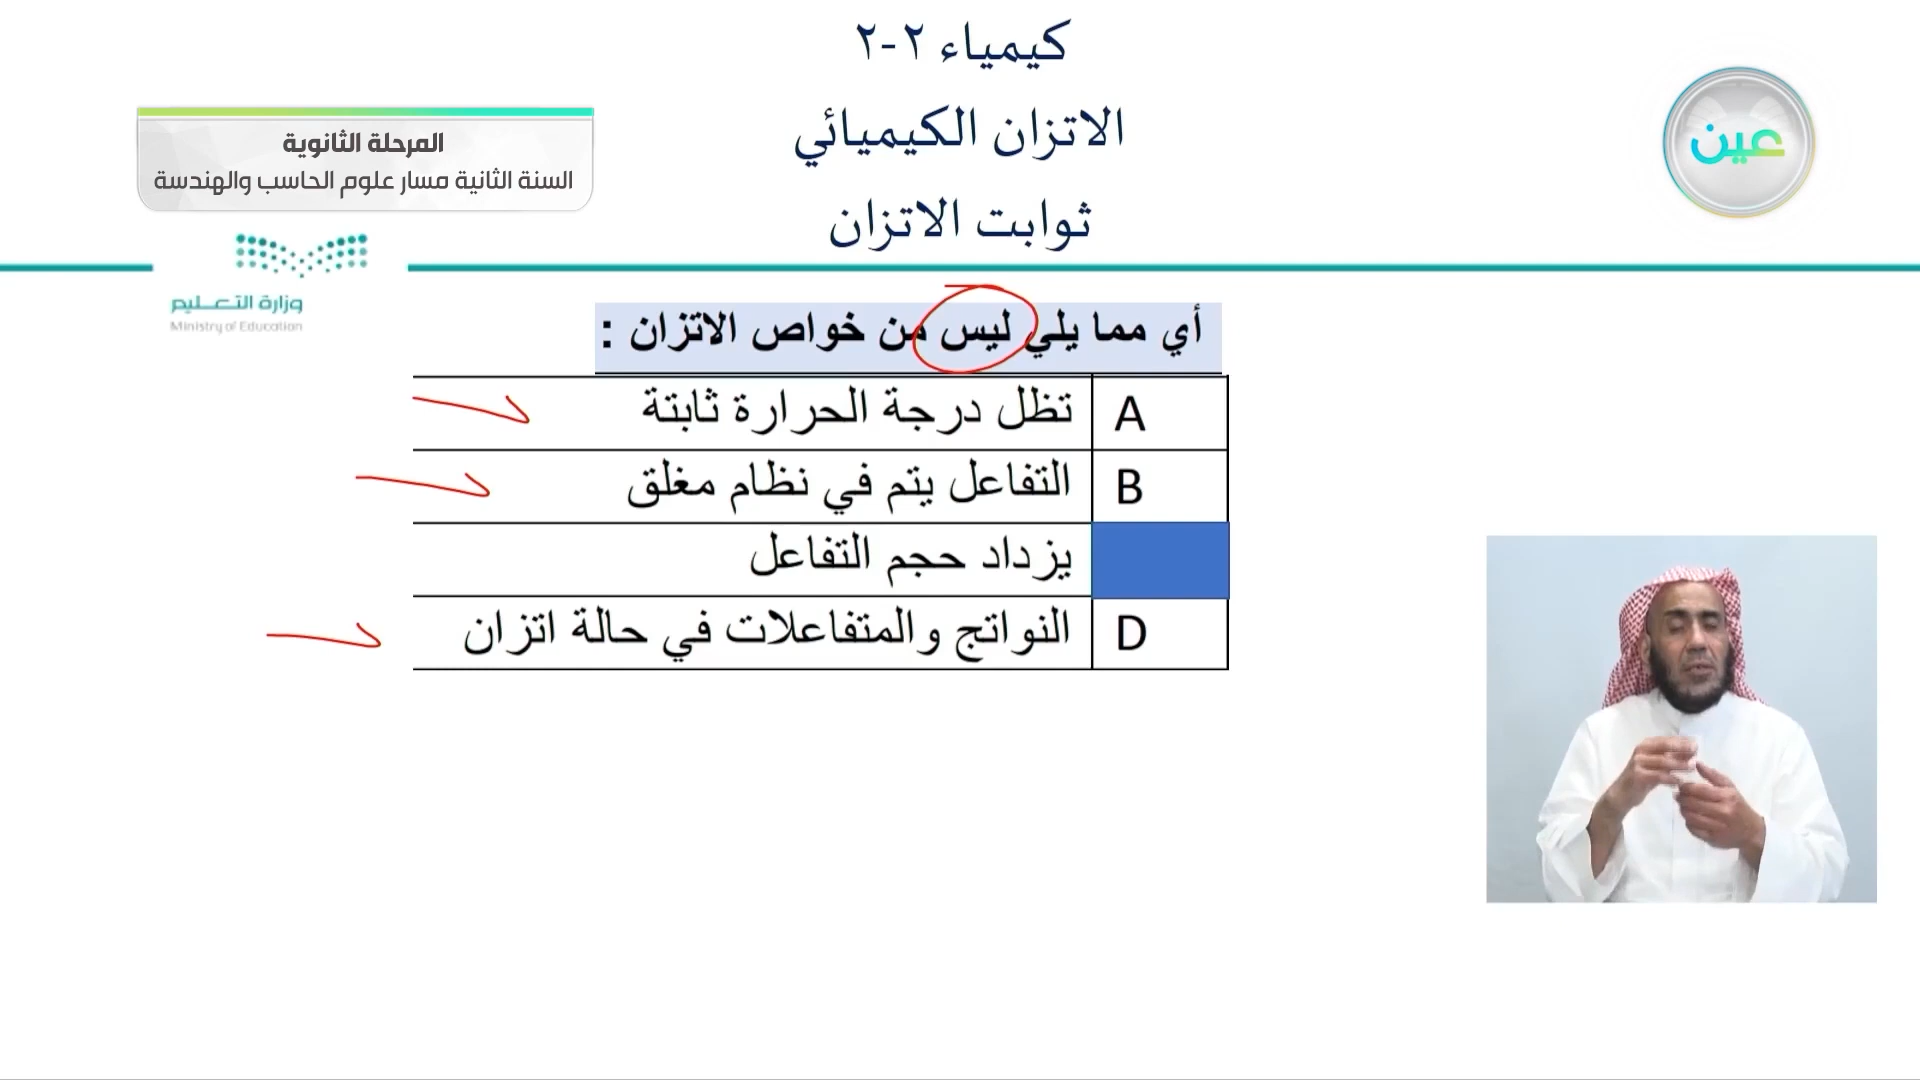 كيمياء ٢-٢
الاتزان الكيميائي
ثوابت الاتزان
عين
المرحلة الثانوية
السنة الثانية مسار علوم الحاسب والهندسة
وزارة التعليم
Ministry of Education
أي مما يلي ليس من خواص الاتزان :
A تظل درجة الحرارة ثابتة
B التفاعل يتم في نظام مغلق
يزداد حجم التفاعل
D النواتج والمتفاعلات في حالة اتزان